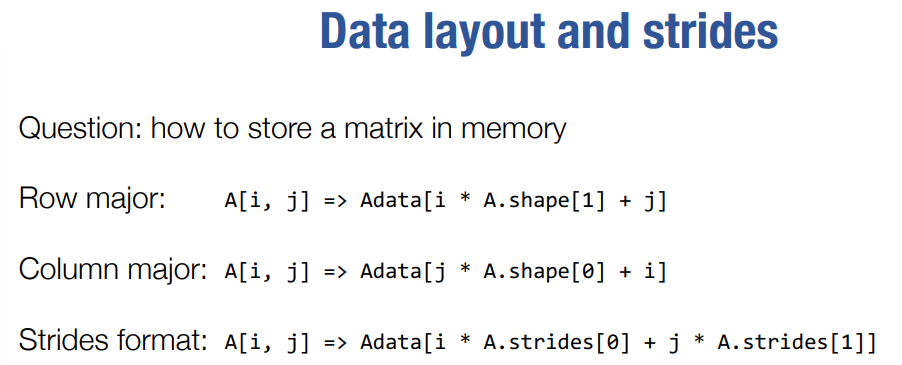 Data layout and strides
Question: how to store a matrix in memory
Row major: A[i, j] => Adata[i * A.shape[1] + j]
Column major: A[i, j] => Adata[j * A.shape[0] + i]
Strides format: A[i, j] => Adata[i * A.strides[0] + j * A.strides[1]]